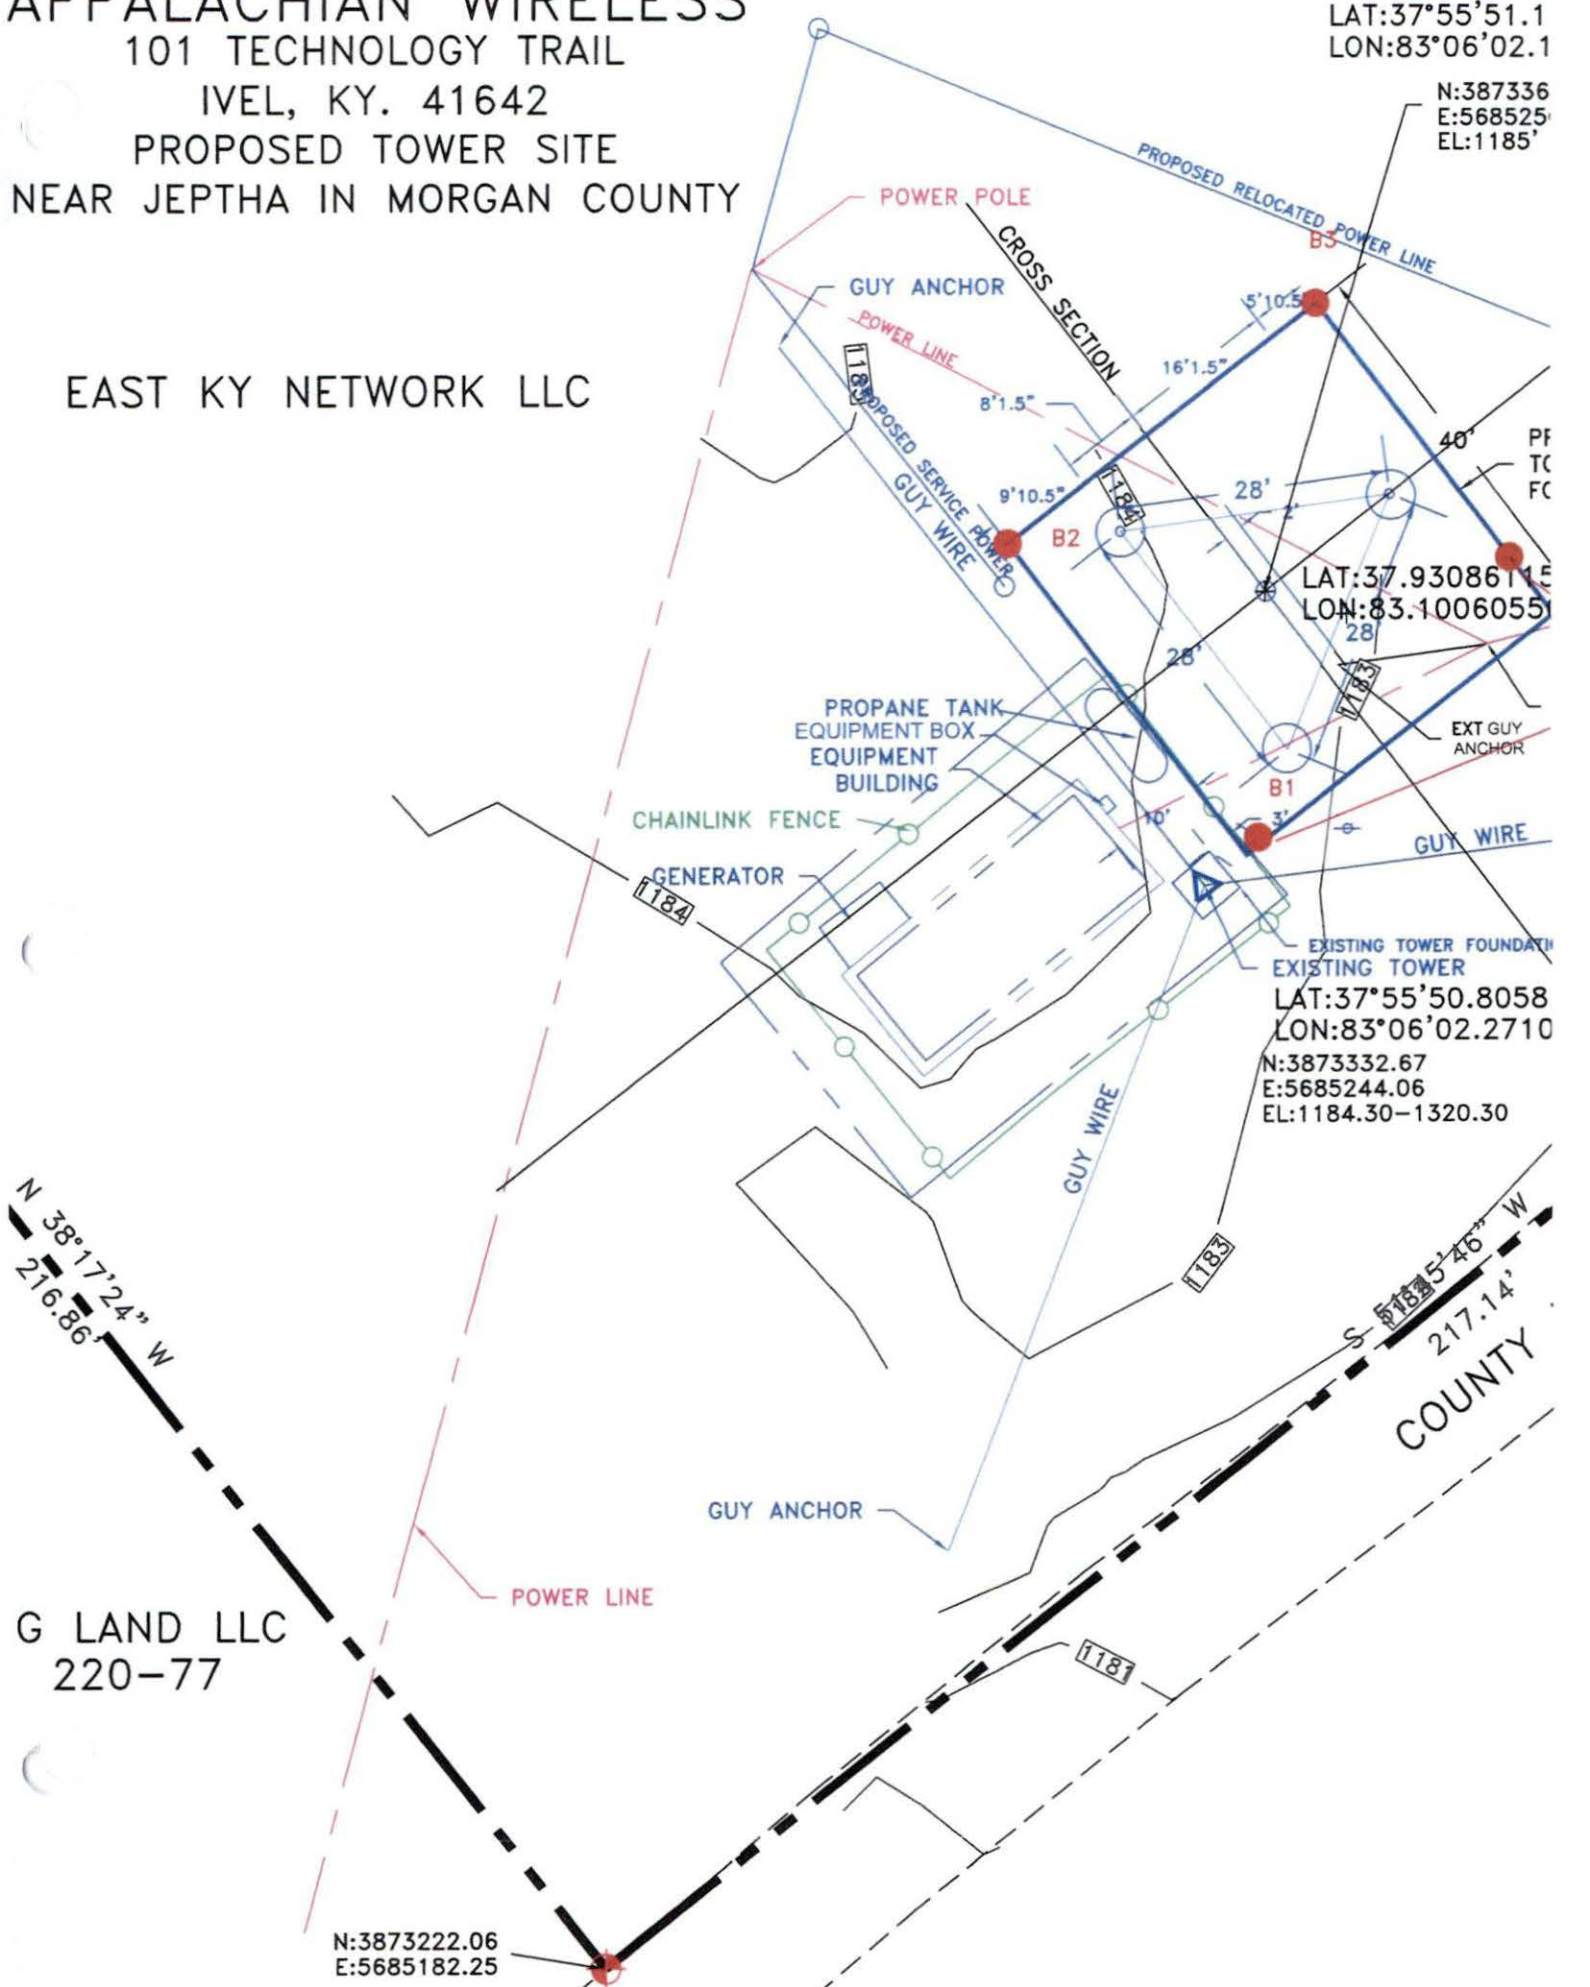 APPALACHIAN WIRELESS
101 TECHNOLOGY TRAIL
IVEL, KY. 41642
PROPOSED TOWER SITE
NEAR JEPTHA IN MORGAN COUNTY
EAST KY NETWORK LLC
LAT:37°55'51.1
LON:83°06'02.1
N:387336
E:568525
EL:1185'
PROPOSED RELOCATED POWER LINE
POWER POLE
CROSS SECTION
B3
GUY ANCHOR
5'10.5"
POWER LINE
16'1.5"
8'1.5"
1183
PROPOSED SERVICE POWER
GUY WIRE
40'
1184
28'
2'
9'10.5"
B2
LAT:37.93086115
LON:83.1006055
28'
28'
1183
PROPANE TANK
EQUIPMENT BOX
EQUIPMENT
BUILDING
EXT GUY
ANCHOR
B1
CHAINLINK FENCE
10'
3'
GUY WIRE
GENERATOR
1184
EXISTING TOWER FOUNDATI
EXISTING TOWER
LAT:37°55'50.8058
LON:83°06'02.2710
N:3873332.67
E:5685244.06
EL:1184.30-1320.30
GUY WIRE
N 38°17'24" W
216.86'
1183
217.14'
COUNTY
GUY ANCHOR
POWER LINE
G LAND LLC
220-77
1181
N:3873222.06
E:5685182.25